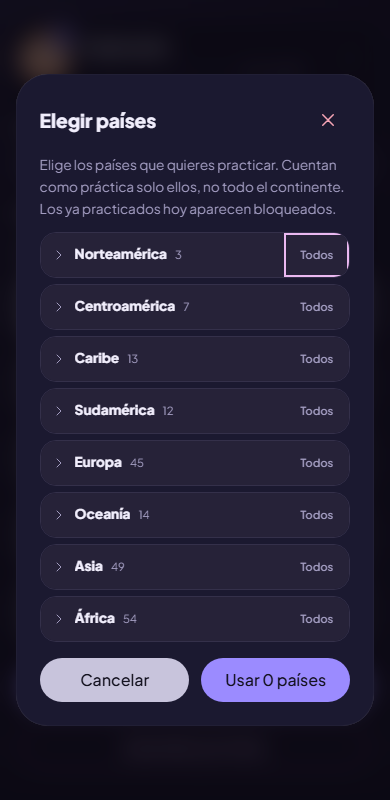 Elegir países
Elige los países que quieres practicar. Cuentan
como práctica solo ellos, no todo el continente.
Los ya practicados hoy aparecen bloqueados.
Norteamérica 3 Todos
Centroamérica 7 Todos
Caribe 13 Todos
Sudamérica 12 Todos
Europa 45 Todos
Oceanía 14 Todos
Asia 49 Todos
África 54 Todos
Cancelar Usar 0 países